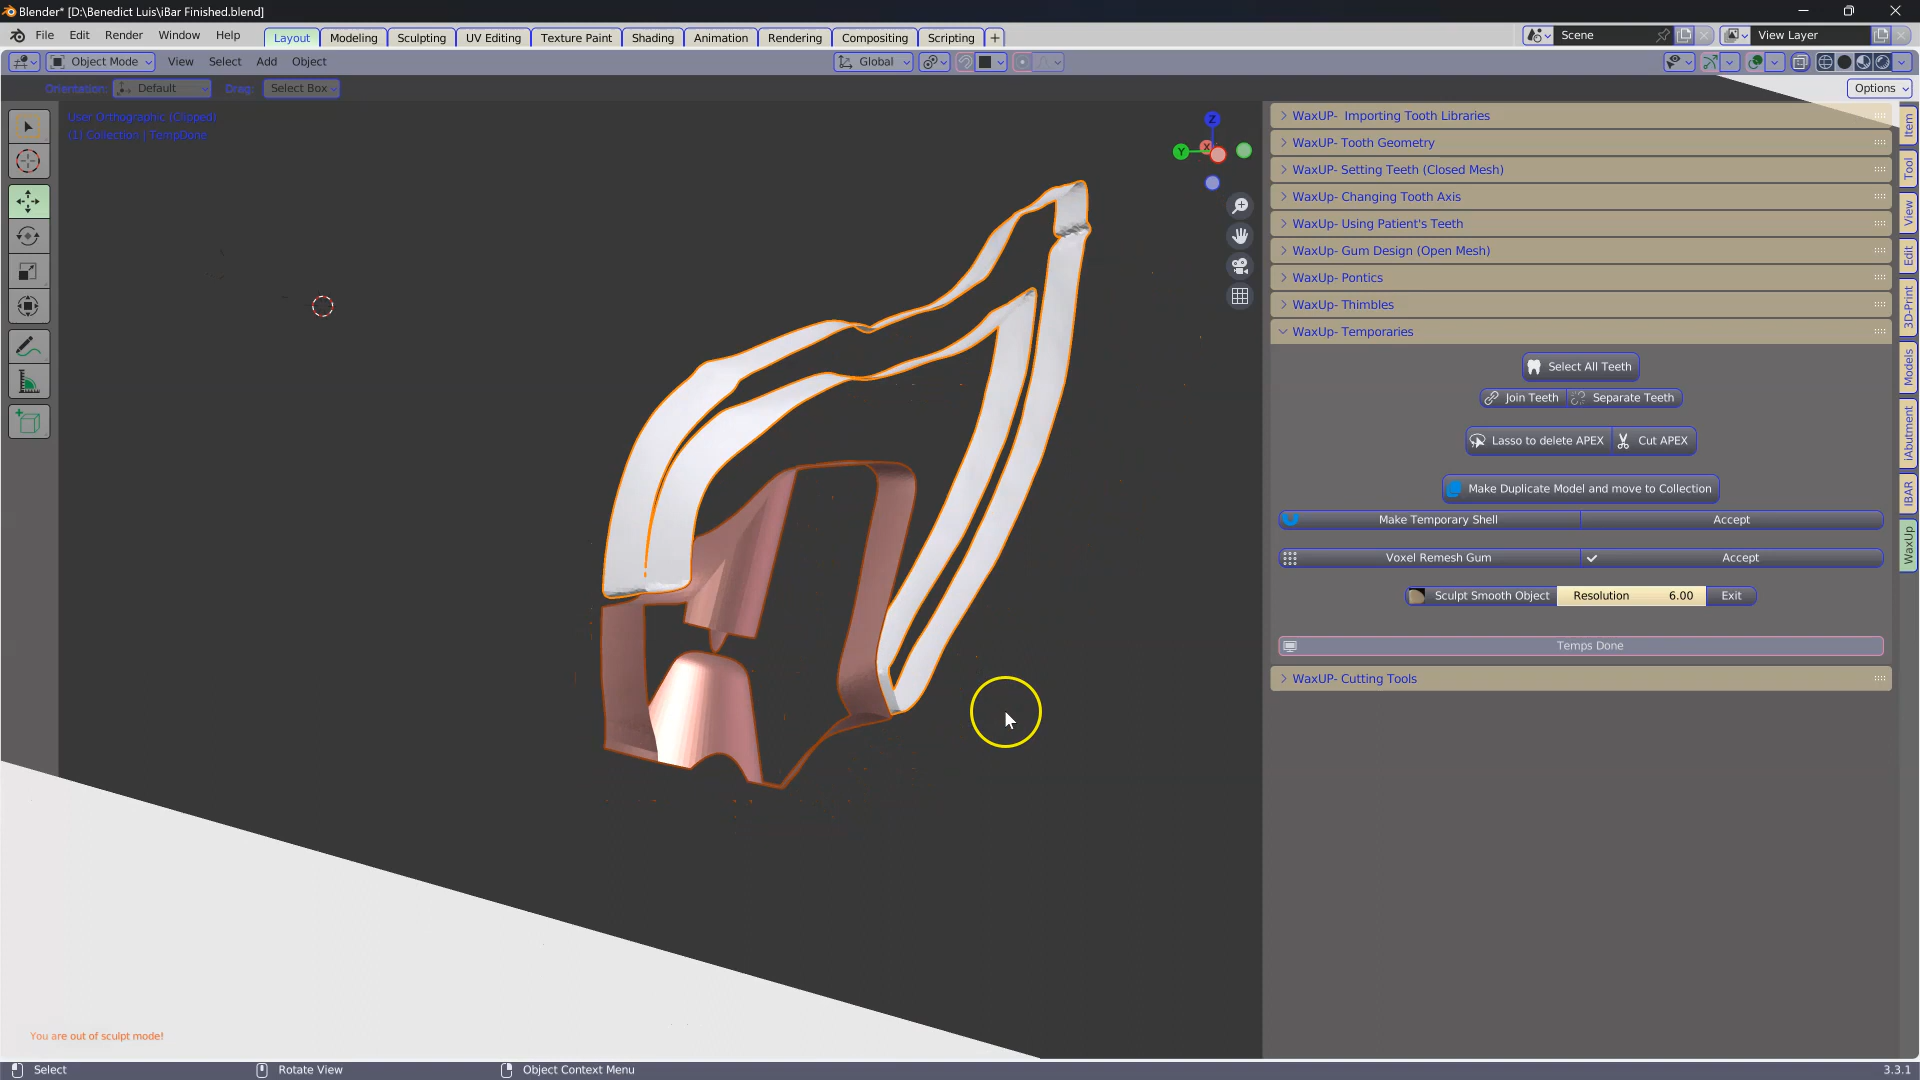 Blender* [D:\Benedict Luis\iBar Finished.blend]
File Edit Render Window Help Layout Modeling Sculpting UV Editing Texture Paint Shading Animation Rendering Compositing Scripting + Scene View Layer
Object Mode View Select Add Object Global
Orientation: Default Drag: Select Box Options
User Orthographic (Clipped)
(1) Collection | TempDone
Z
Y X
WaxUP- Importing Tooth Libraries
WaxUP- Tooth Geometry
WaxUP- Setting Teeth (Closed Mesh)
WaxUp- Changing Tooth Axis
WaxUp- Using Patient's Teeth
WaxUp- Gum Design (Open Mesh)
WaxUp- Pontics
WaxUp- Thimbles
WaxUp- Temporaries
Select All Teeth
Join Teeth Separate Teeth
Lasso to delete APEX Cut APEX
Make Duplicate Model and move to Collection
Make Temporary Shell Accept
Voxel Remesh Gum Accept
Sculpt Smooth Object Resolution 6.00 Exit
Temps Done
WaxUP- Cutting Tools
Item
Tool
View
Edit
3D-Print
Models
iAbutment
IBAR
WaxUp
You are out of sculpt mode!
Select Rotate View Object Context Menu 3.3.1